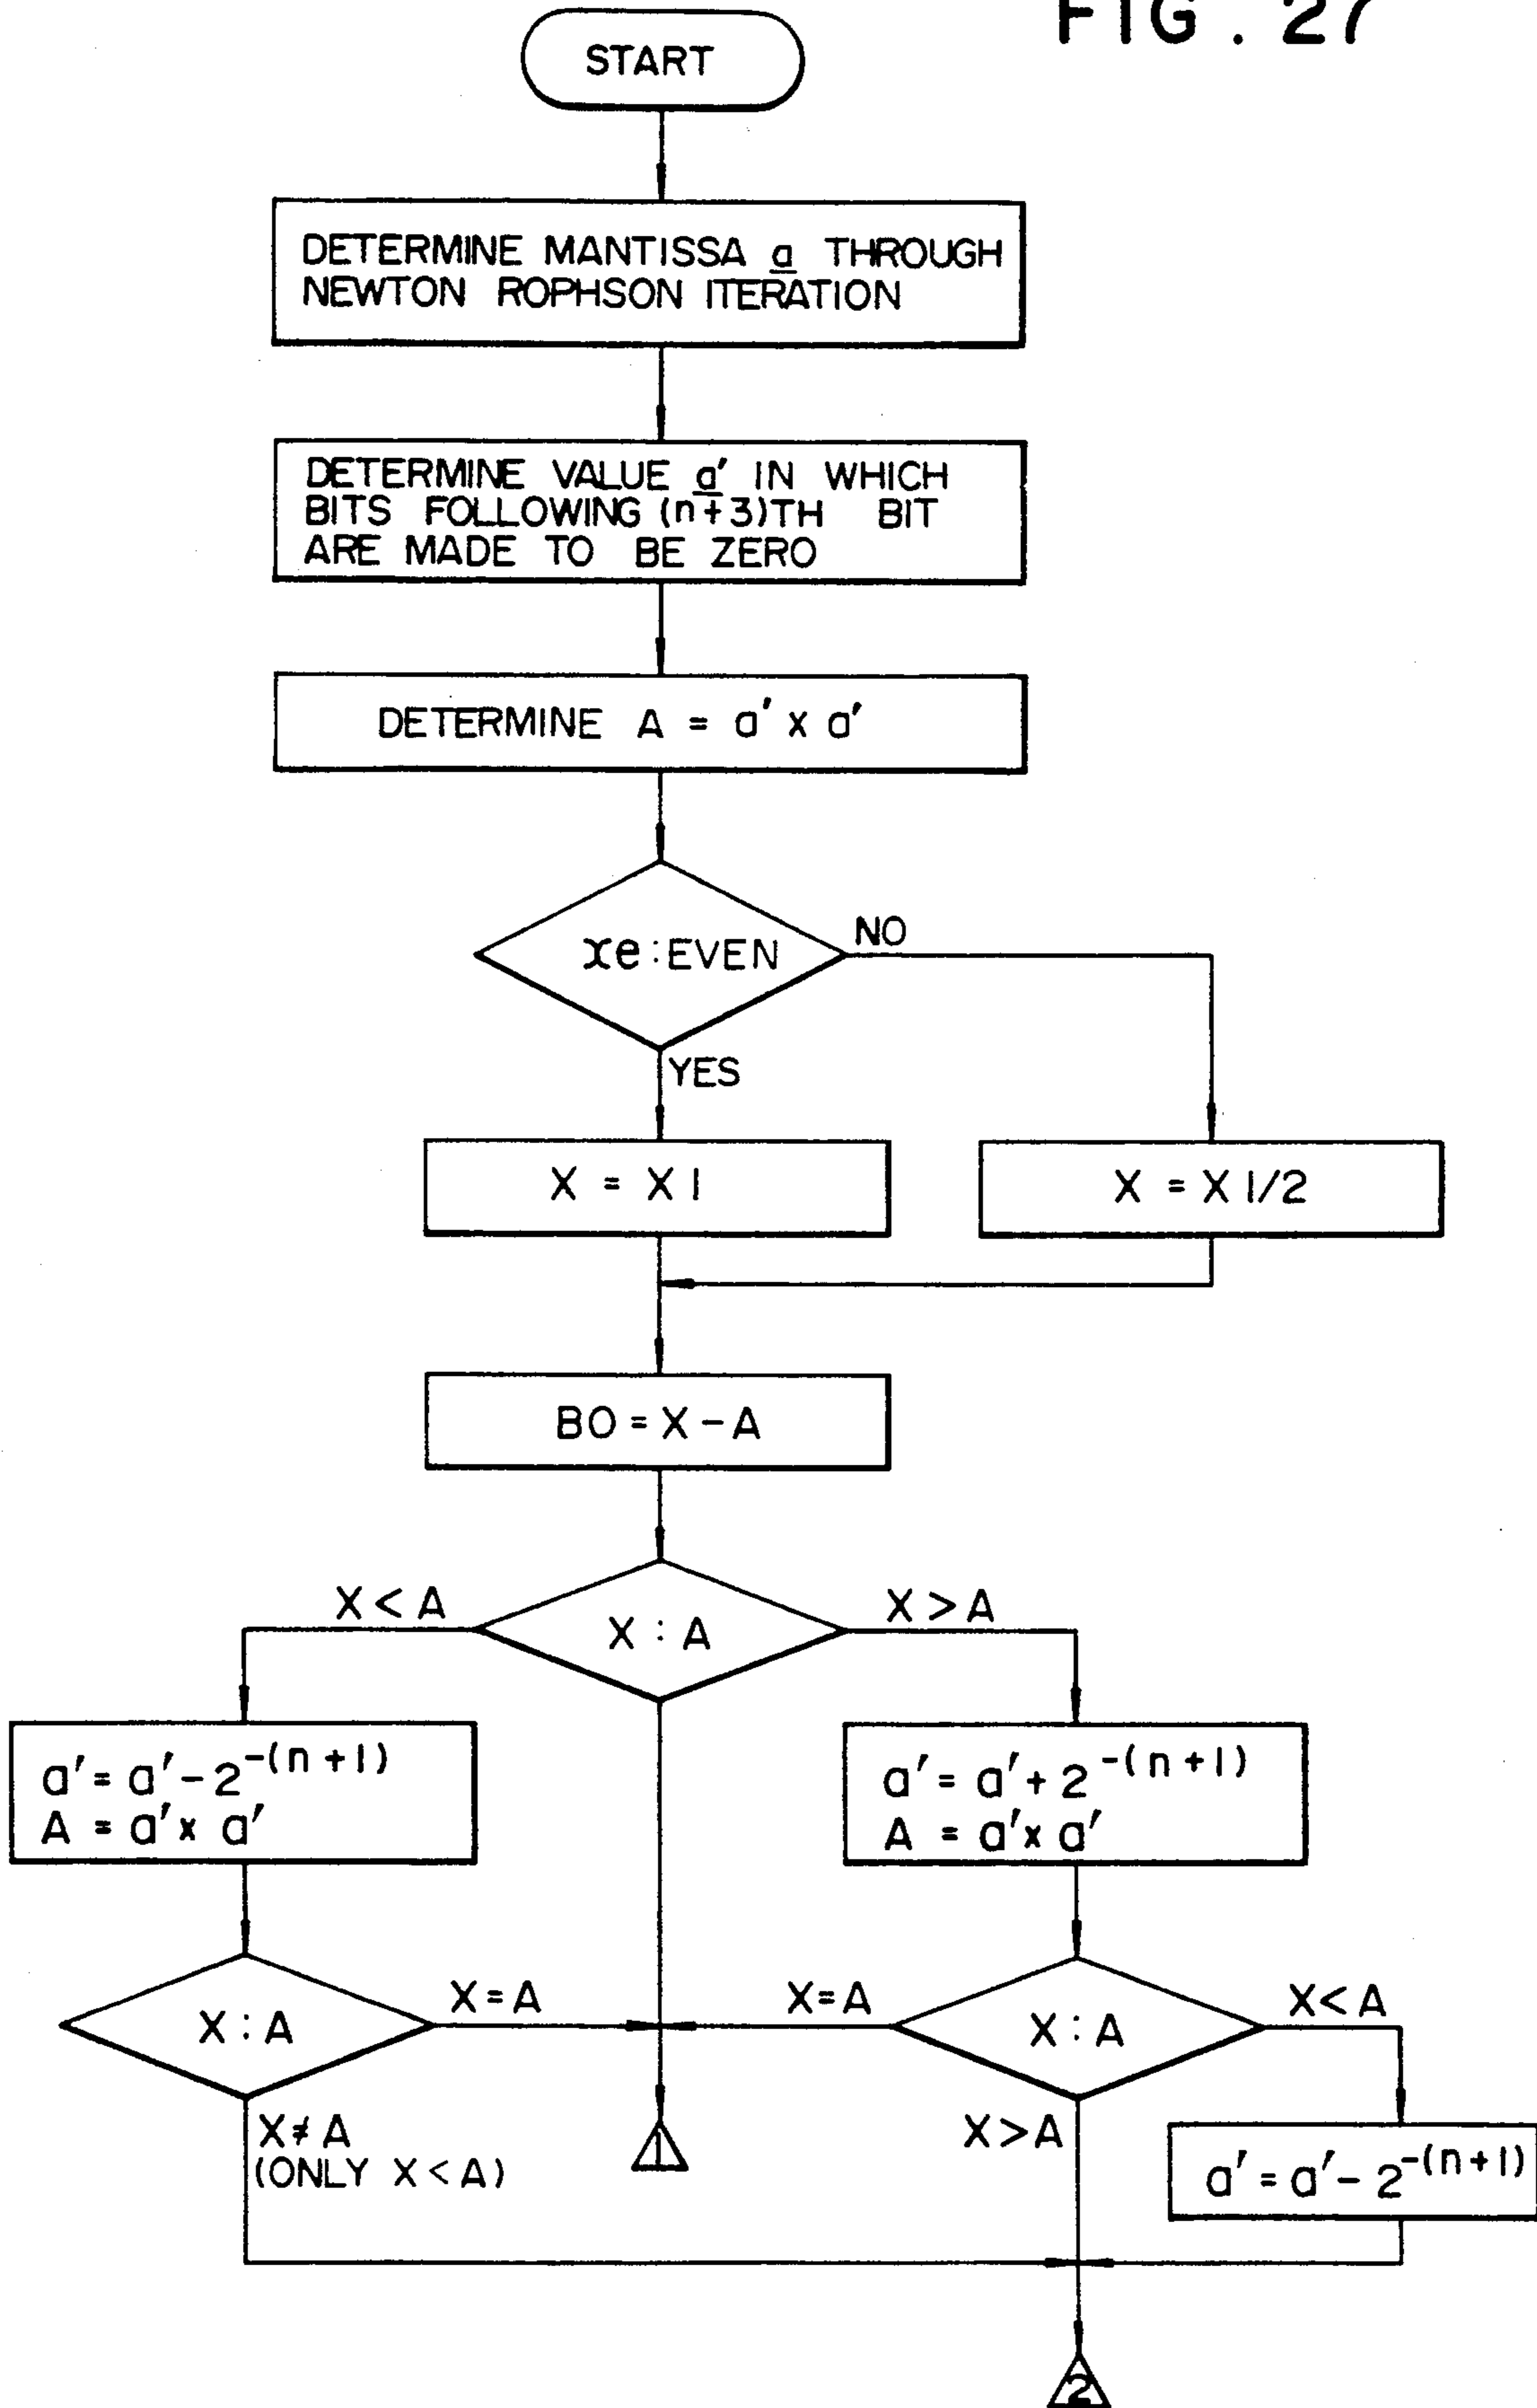 FIG. 27
START
DETERMINE MANTISSA a THROUGH
NEWTON ROPHSON ITERATION
DETERMINE VALUE a' IN WHICH
BITS FOLLOWING (n+3)TH BIT
ARE MADE TO BE ZERO
DETERMINE A = a' x a'
xe : EVEN
NO
YES
X = X1
X = X1/2
BO = X - A
X < A
X : A
X > A
a' = a' - 2^-(n+1)
A = a' x a'
a' = a' + 2^-(n+1)
A = a' x a'
X : A
X = A
X = A
X : A
X < A
X ≠ A
(ONLY X < A)
1
X > A
a' = a' - 2^-(n+1)
2